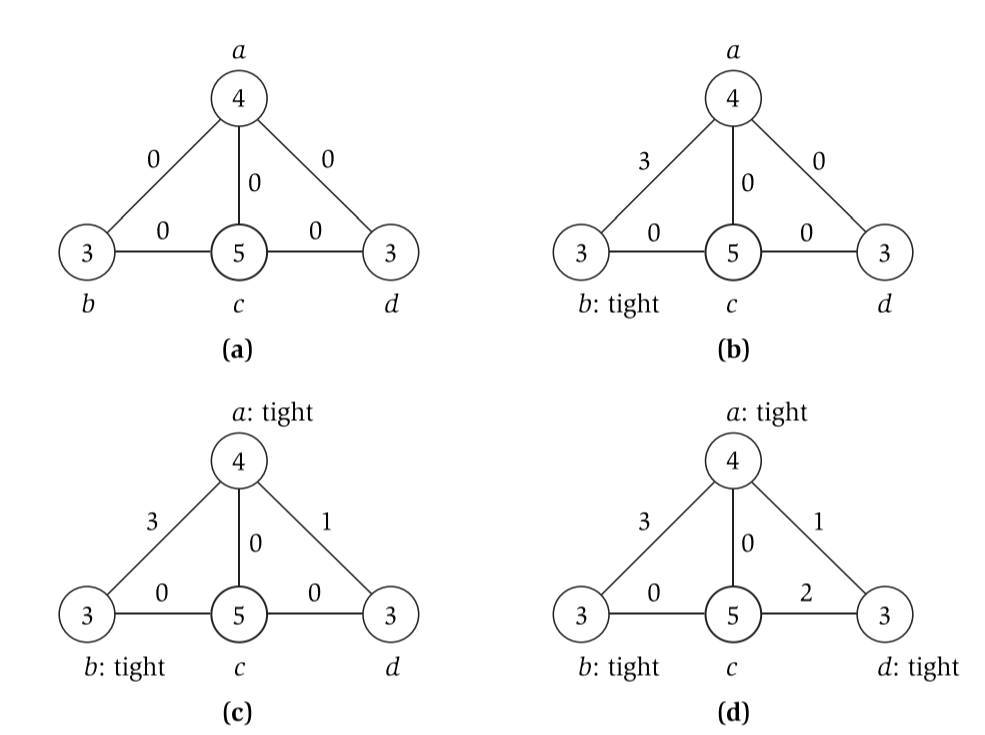 a a
4 4
0 0 3 0
0 0
0 0 0 0
3 5 3 3 5 3
b c d b: tight c d
(a) (b)
a: tight a: tight
4 4
3 1 3 1
0 0
0 0 0 2
3 5 3 3 5 3
b: tight c d b: tight c d: tight
(c) (d)